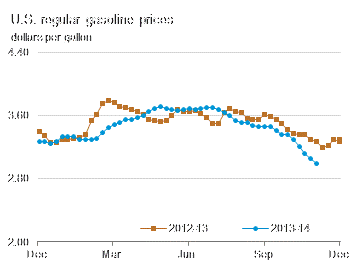 U.S. regular gasoline prices
dollars per gallon
4.40
3.60
2.80
2.00
Dec Mar Jun Sep Dec
2012-13 2013-14